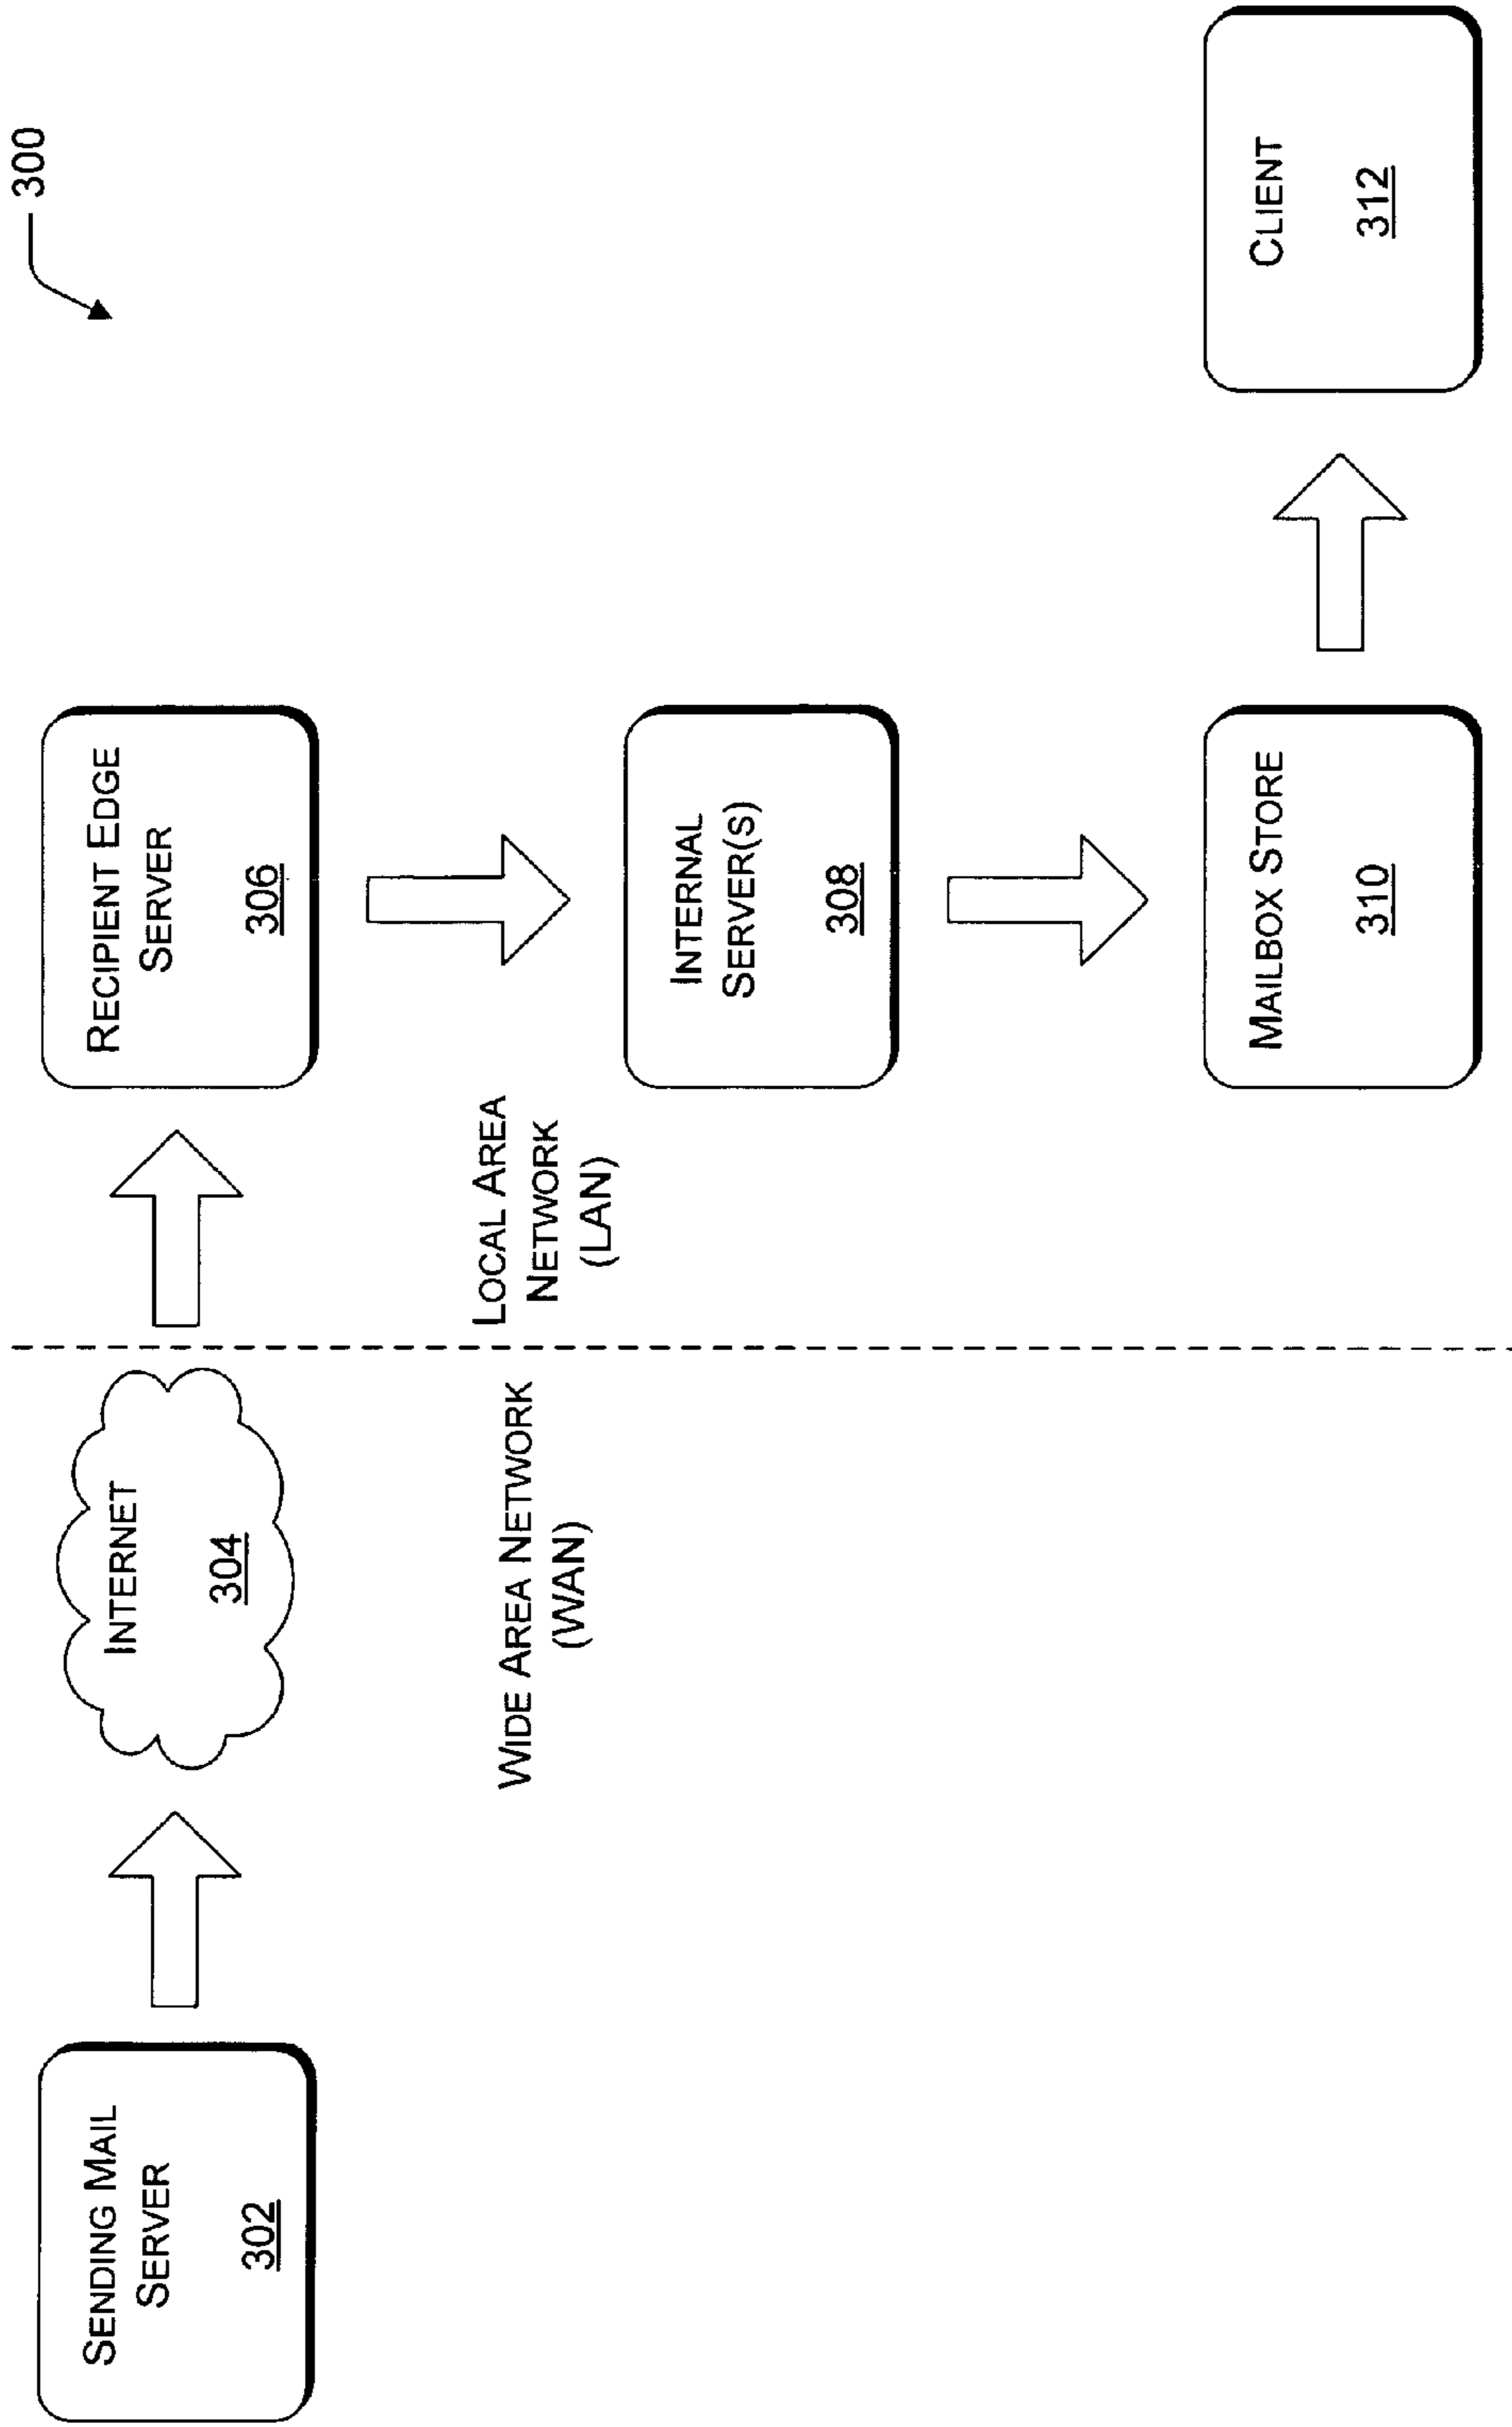 300
SENDING MAIL
SERVER
302
INTERNET
304
RECIPIENT EDGE
SERVER
306
WIDE AREA NETWORK
(WAN)
LOCAL AREA
NETWORK
(LAN)
INTERNAL
SERVER(S)
308
MAILBOX STORE
310
CLIENT
312